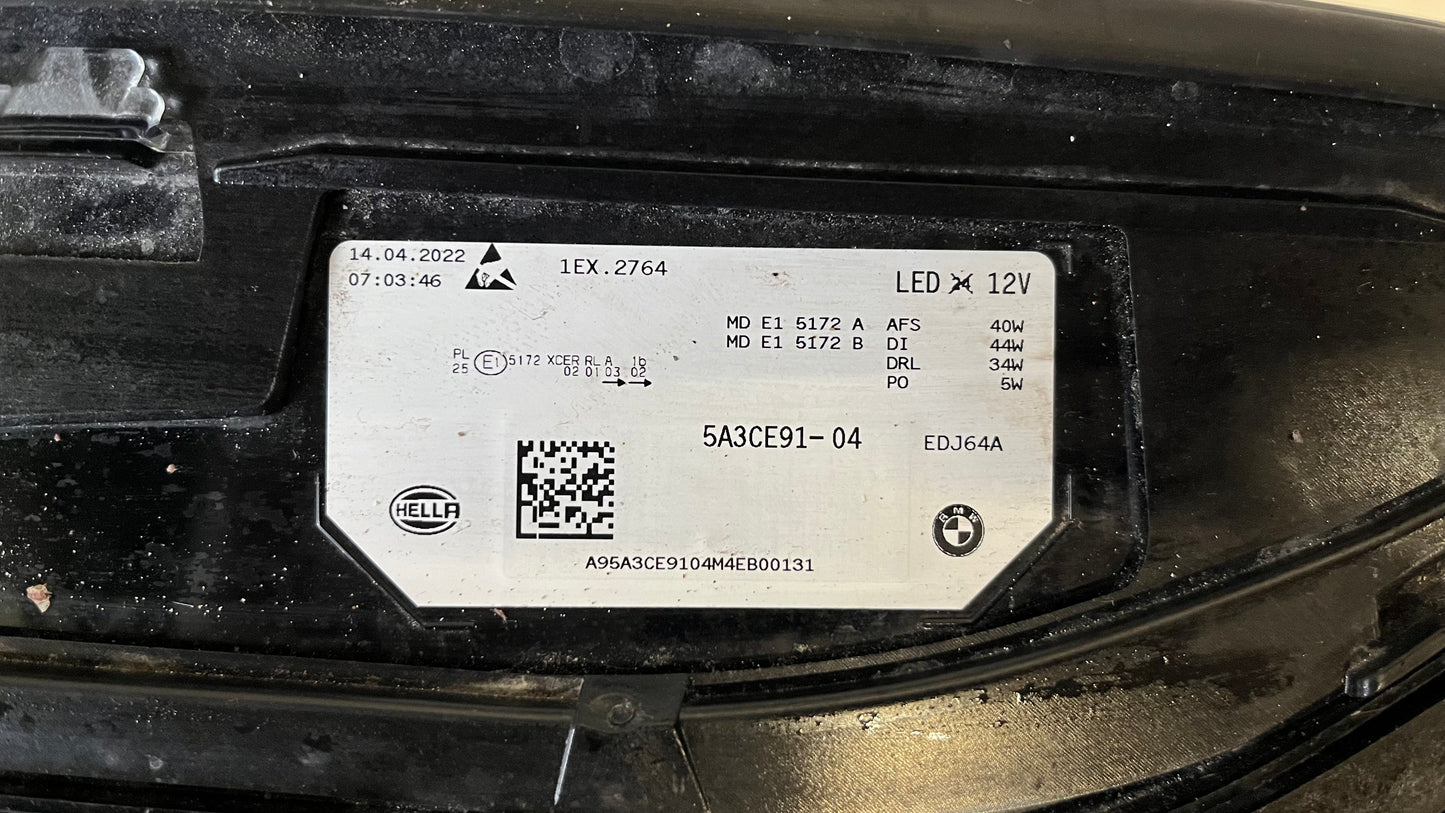 14.04.2022
07:03:46
1EX.2764
LED 24 12V
MD E1 5172 A AFS 40W
MD E1 5172 B DI 44W
DRL 34W
PO 5W
PL E1 5172 XCER RL A 1b
25 02 01 03 02
5A3CE91-04 EDJ64A
HELLA
BMW
A95A3CE9104M4EB00131